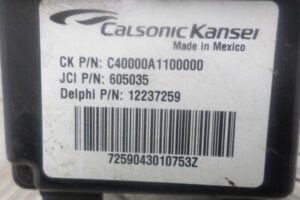 Calsonic Kansei
Made in Mexico
CK P/N: C40000A1100000
JCI P/N: 605035
Delphi P/N: 12237259
7259043010753Z